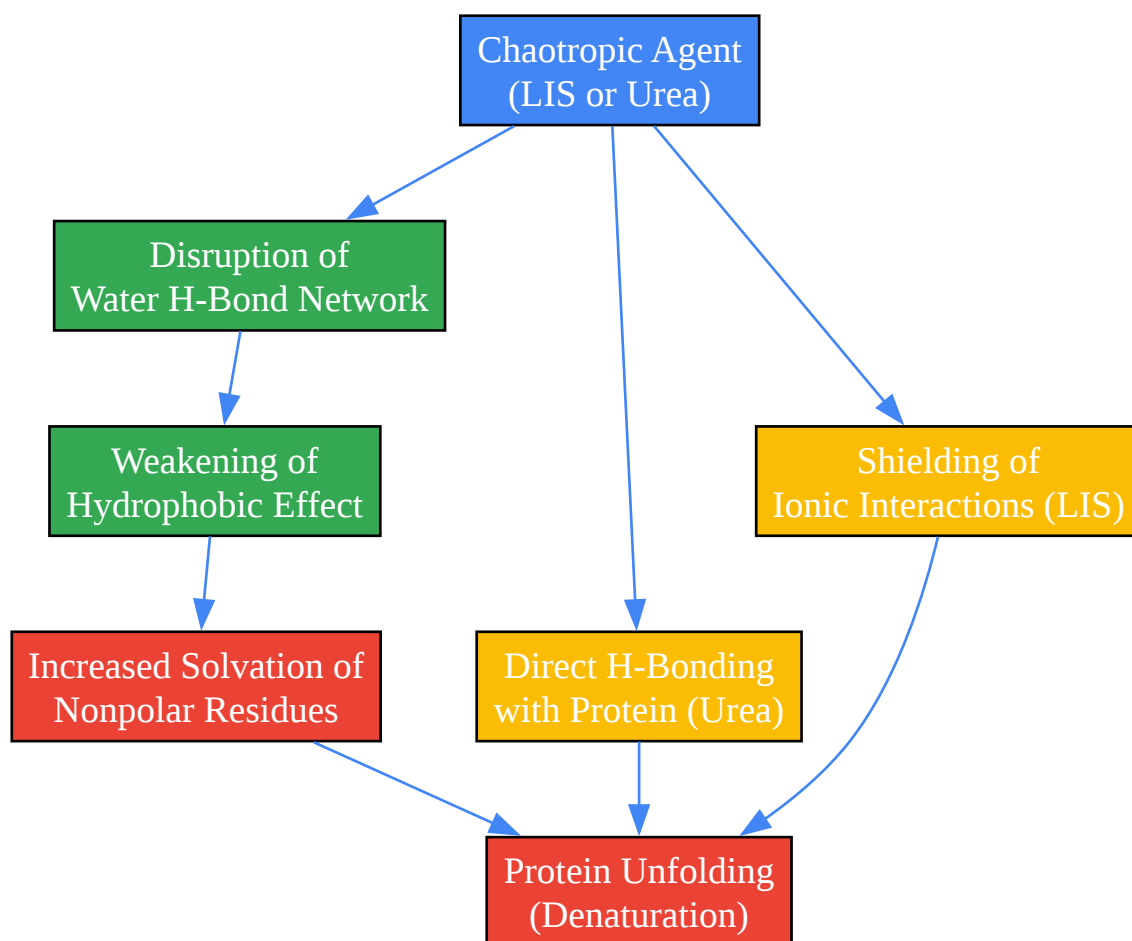 Chaotropic Agent
(LIS or Urea)
Disruption of
Water H-Bond Network
Weakening of
Hydrophobic Effect
Shielding of
Ionic Interactions (LIS)
Increased Solvation of
Nonpolar Residues
Direct H-Bonding
with Protein (Urea)
Protein Unfolding
(Denaturation)